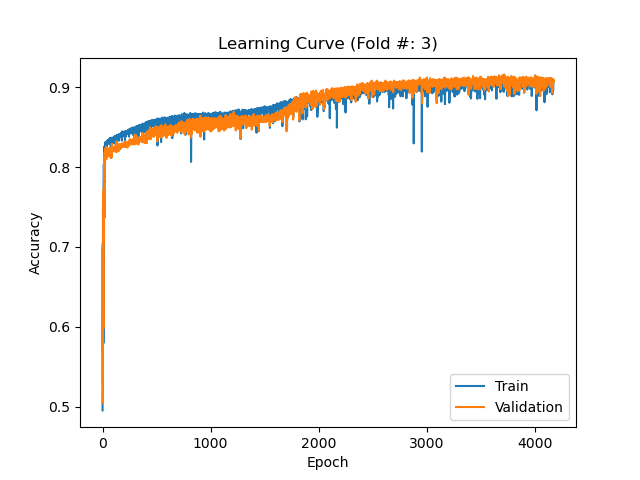 Learning Curve (Fold #: 3)
Accuracy
0.9
0.8
0.7
0.6
0.5
Train
Validation
0
1000
2000
3000
4000
Epoch